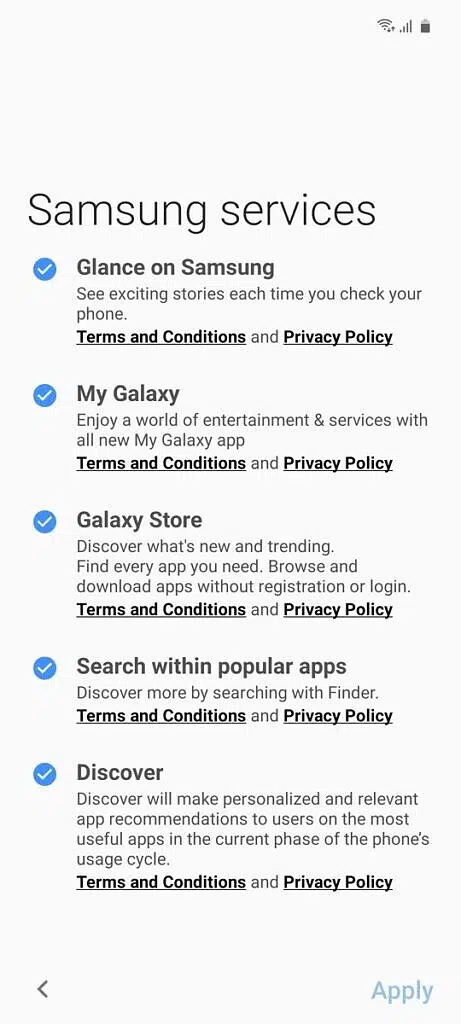 Samsung services
Glance on Samsung
See exciting stories each time you check your
phone.
Terms and Conditions and Privacy Policy
My Galaxy
Enjoy a world of entertainment & services with
all new My Galaxy app
Terms and Conditions and Privacy Policy
Galaxy Store
Discover what's new and trending.
Find every app you need. Browse and
download apps without registration or login.
Terms and Conditions and Privacy Policy
Search within popular apps
Discover more by searching with Finder.
Terms and Conditions and Privacy Policy
Discover
Discover will make personalized and relevant
app recommendations to users on the most
useful apps in the current phase of the phone’s
usage cycle.
Terms and Conditions and Privacy Policy
Apply